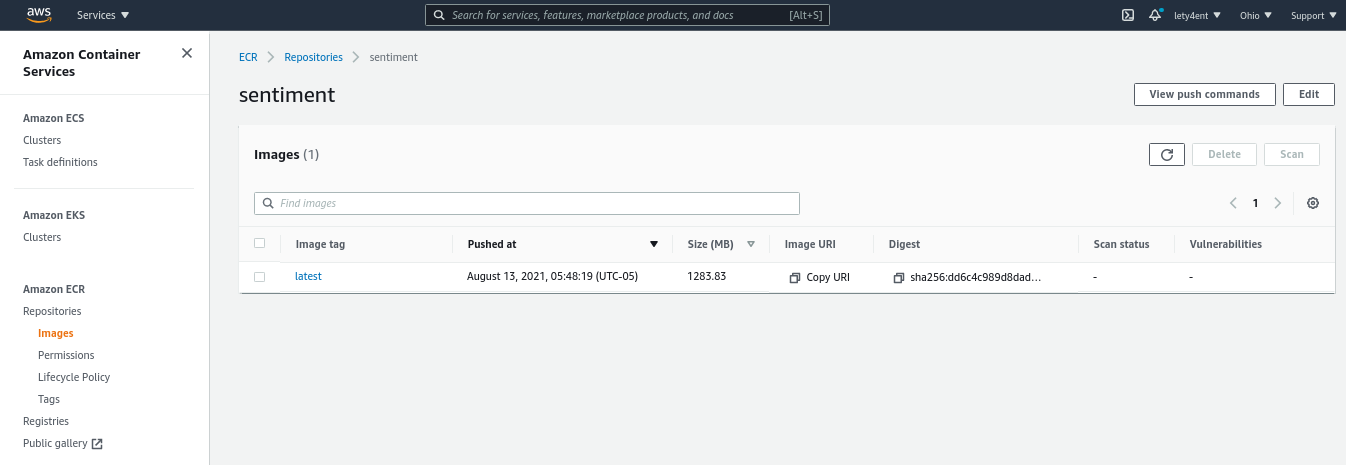 aws Services Search for services, features, marketplace products, and docs [Alt+S] lety4ent Ohio Support
Amazon Container
Services
Amazon ECS
Clusters
Task definitions
Amazon EKS
Clusters
Amazon ECR
Repositories
Images
Permissions
Lifecycle Policy
Tags
Registries
Public gallery
ECR Repositories sentiment
sentiment View push commands Edit
Images (1) Delete Scan
Find images 1
Image tag Pushed at Size (MB) Image URI Digest Scan status Vulnerabilities
latest August 13, 2021, 05:48:19 (UTC-05) 1283.83 Copy URI sha256:dd6c4c989d8dad... - -